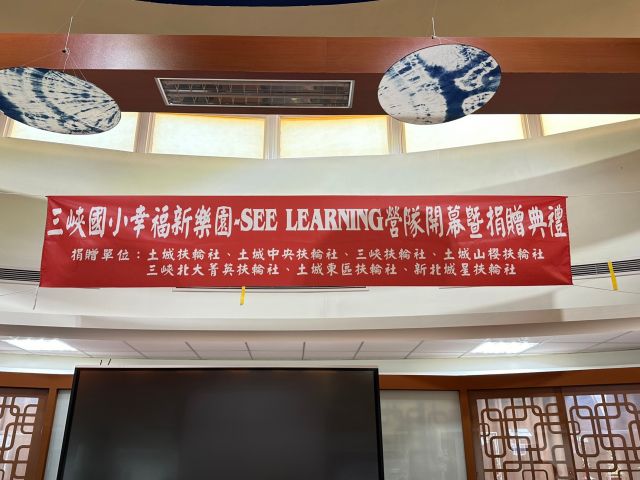 三峽國小幸福新樂園-SEE LEARNING營隊開幕暨捐贈典禮
捐贈單位：土城扶輪社、土城中央扶輪社、三峽扶輪社、土城山櫻扶輪社
三峽北大菁英扶輪社、土城東區扶輪社、新北城星扶輪社